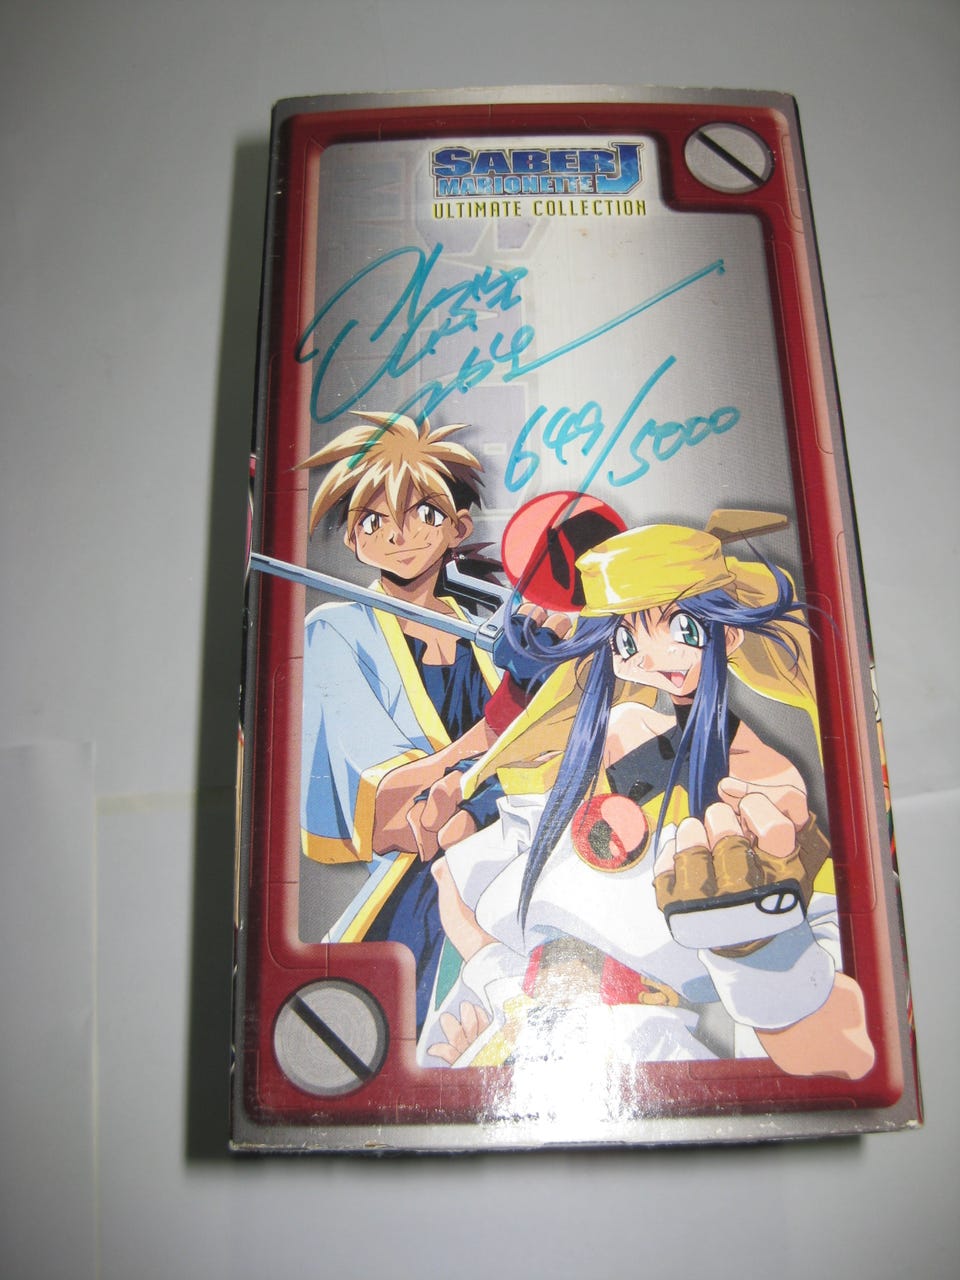 SABER J
MARIONETTE
ULTIMATE COLLECTION
649/5000